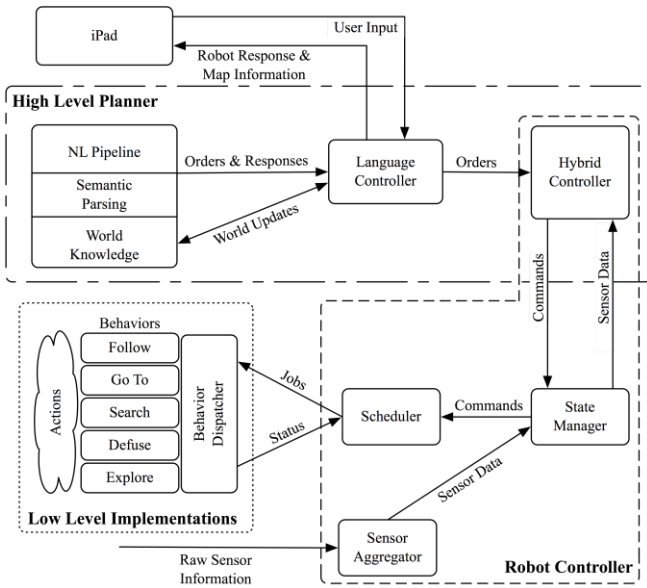 iPad
User Input
Robot Response &
Map Information
High Level Planner
NL Pipeline
Semantic
Parsing
World
Knowledge
Orders & Responses
World Updates
Language
Controller
Orders
Hybrid
Controller
Commands
Sensor Data
Behaviors
Follow
Go To
Search
Defuse
Explore
Actions
Behavior
Dispatcher
Jobs
Status
Scheduler
Commands
State
Manager
Sensor Data
Low Level Implementations
Raw Sensor
Information
Sensor
Aggregator
Robot Controller